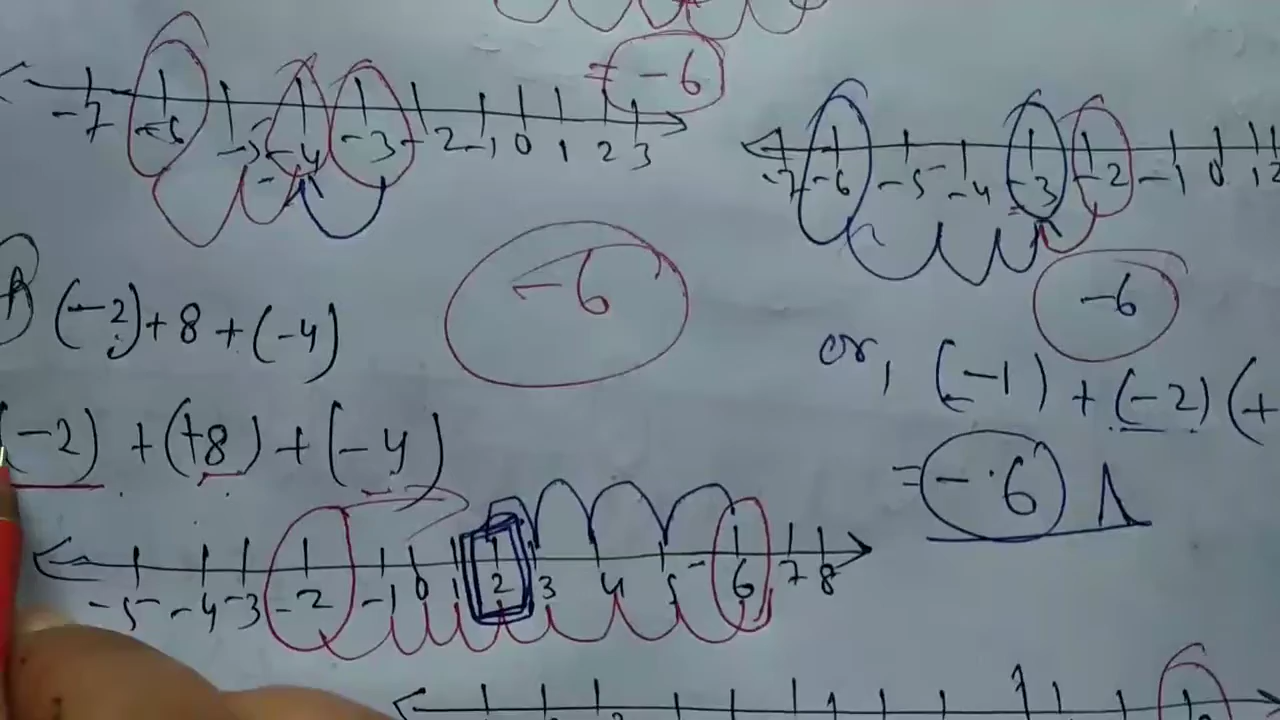 = -6
-7 -5 -4 -3 -2 -1 0 1 2 3
-7 -6 -5 -4 -3 -2 -1 0 1 2
-6
-6
A) (-2)+8+(-4)
or, (-1) + (-2) (+
(-2) + (+8) + (-4)
= -6
-5 -4 -3 -2 -1 0 1 2 3 4 5 6 7 8